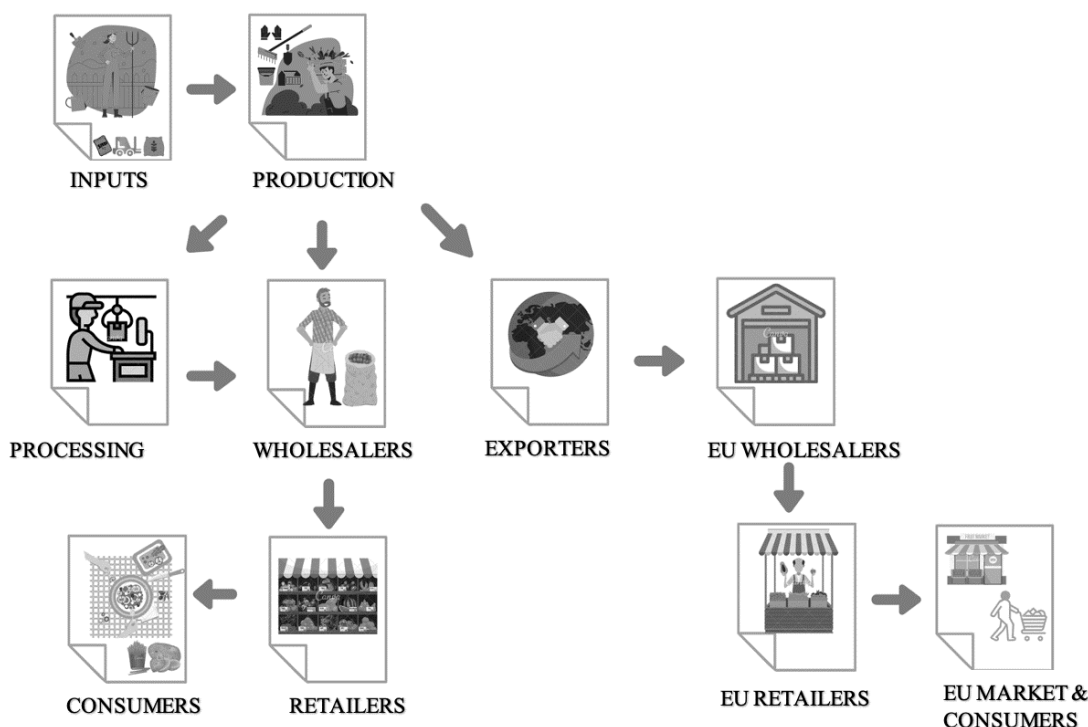 INPUTS
PRODUCTION
PROCESSING
WHOLESALERS
EXPORTERS
EU WHOLESALERS
CONSUMERS
RETAILERS
EU RETAILERS
EU MARKET &
CONSUMERS